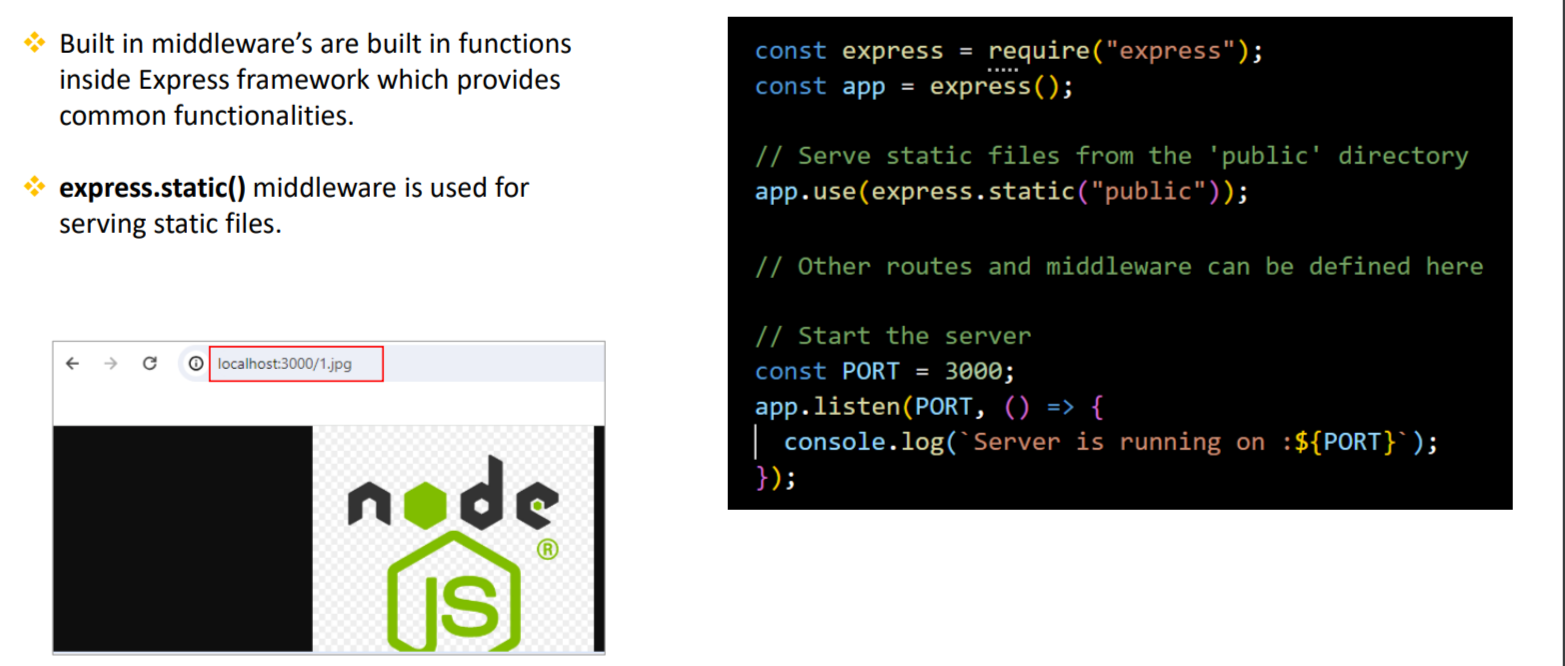 Built in middleware's are built in functions
inside Express framework which provides
common functionalities.
express.static() middleware is used for
serving static files.
localhost:3000/1.jpg
node
®
JS
const express = require("express");
const app = express();
// Serve static files from the 'public' directory
app.use(express.static("public"));
// Other routes and middleware can be defined here
// Start the server
const PORT = 3000;
app.listen(PORT, () => {
console.log(`Server is running on :${PORT}`);
});